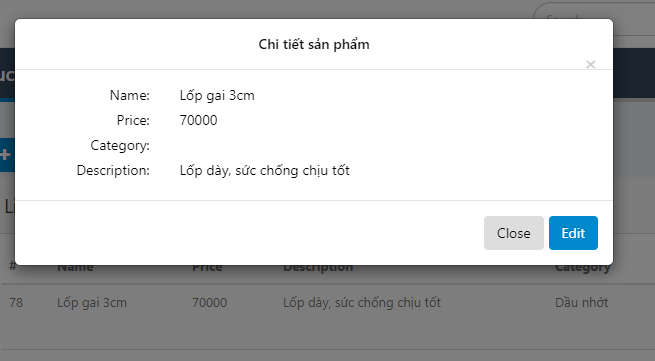 Search
Chi tiết sản phẩm
×
Name: Lốp gai 3cm
Price: 70000
Category:
Description: Lốp dày, sức chống chịu tốt
Close Edit
# Name Price Description Category
78 Lốp gai 3cm 70000 Lốp dày, sức chống chịu tốt Dầu nhớt